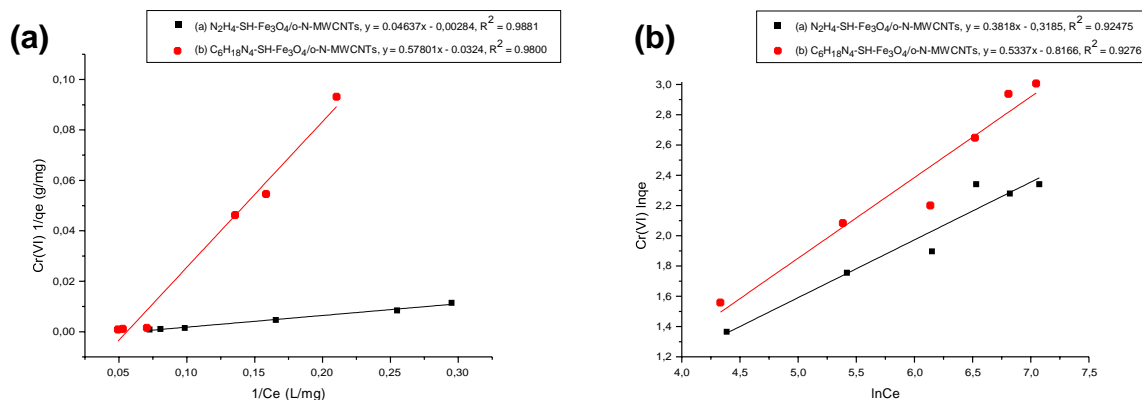 (a)
(a) N2H4-SH-Fe3O4/o-N-MWCNTs, y = 0.04637x - 0,00284, R2 = 0.9881
(b) C6H18N4-SH-Fe3O4/o-N-MWCNTs, y = 0.57801x - 0.0324, R2 = 0.9800
Cr(VI) 1/qe (g/mg)
0,10
0,08
0,06
0,04
0,02
0,00
0,05 0,10 0,15 0,20 0,25 0,30
1/Ce (L/mg)
(b)
(a) N2H4-SH-Fe3O4/o-N-MWCNTs, y = 0.3818x - 0,3185, R2 = 0.92475
(b) C6H18N4-SH-Fe3O4/o-N-MWCNTs, y = 0.5337x - 0.8166, R2 = 0.9276
Cr(VI) lnqe
3,0
2,8
2,6
2,4
2,2
2,0
1,8
1,6
1,4
1,2
4,0 4,5 5,0 5,5 6,0 6,5 7,0 7,5
lnCe